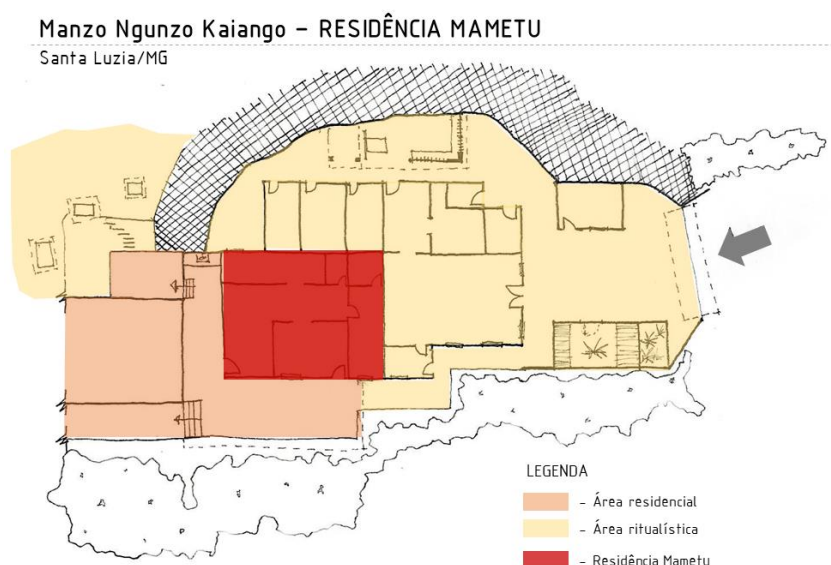 Manzo Ngunzo Kaiango – RESIDÊNCIA MAMETU
Santa Luzia/MG
LEGENDA
- Área residencial
- Área ritualística
- Residência Mametu